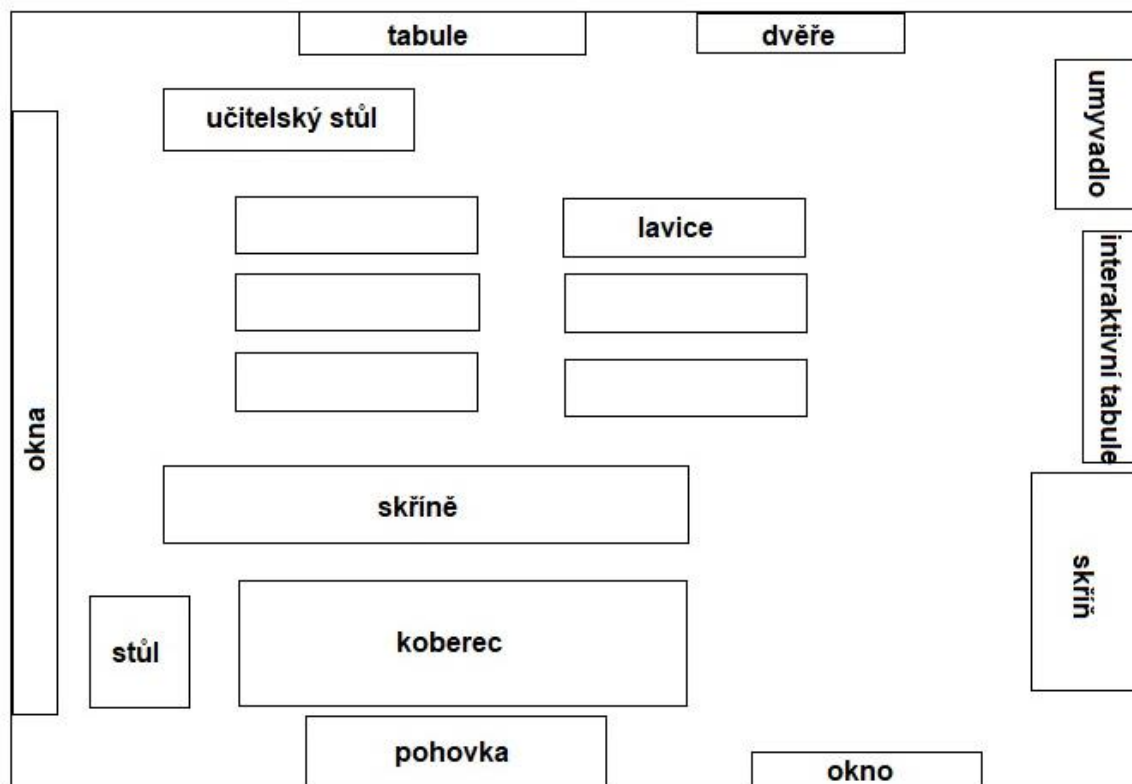 tabule
dvěře
učitelský stůl
umyvadlo
lavice
interaktivní tabule
okna
skříně
skříň
stůl
koberec
pohovka
okno